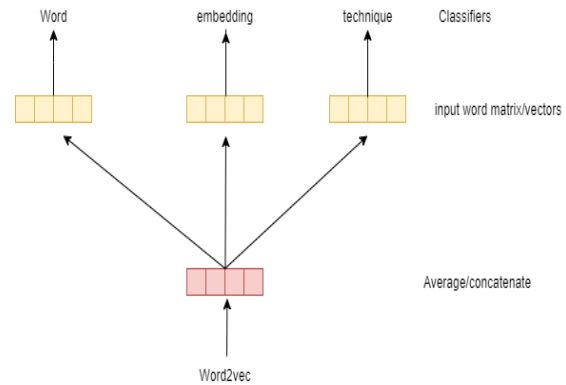 Word embedding technique Classifiers
input word matrix/vectors
Average/concatenate
Word2vec